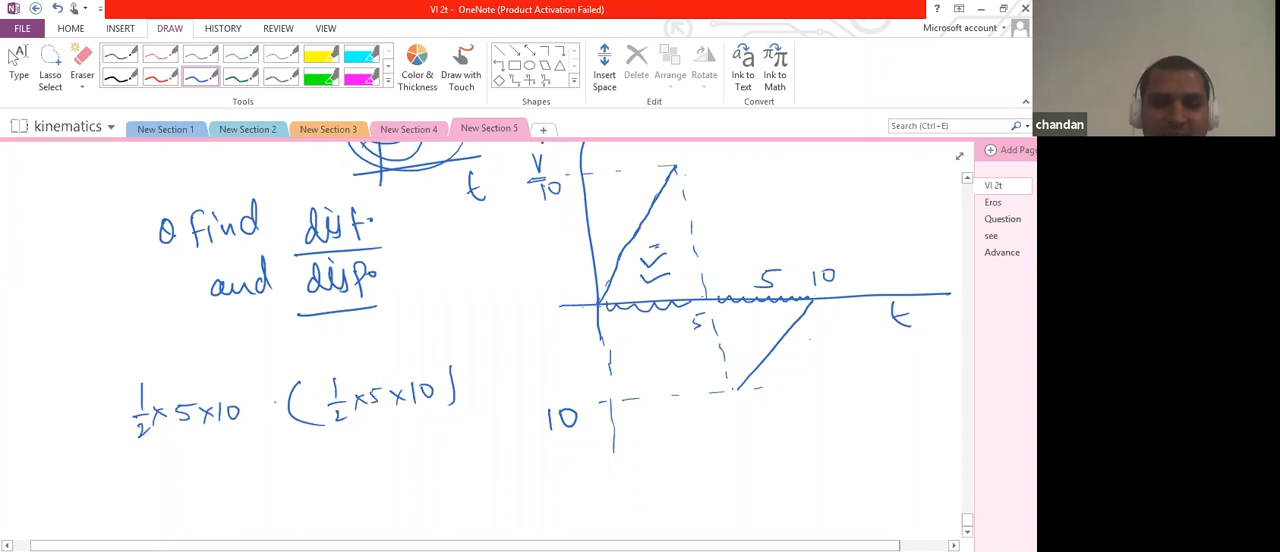 VI 2t - OneNote (Product Activation Failed)
FILE HOME INSERT DRAW HISTORY REVIEW VIEW
Microsoft account
Type Lasso Select Eraser
Color & Thickness Draw with Touch
Insert Space Delete Arrange Rotate
Ink to Text Ink to Math
Tools Shapes Edit Convert
chandan
kinematics New Section 1 New Section 2 New Section 3 New Section 4 New Section 5
Search (Ctrl+E)
Add Page
VI 2t
Eros
Question
see
Advance
t
V
10
Q find dist.
and disp.
5 10
5
t
1/2 × 5 × 10 (1/2 × 5 × 10)
10